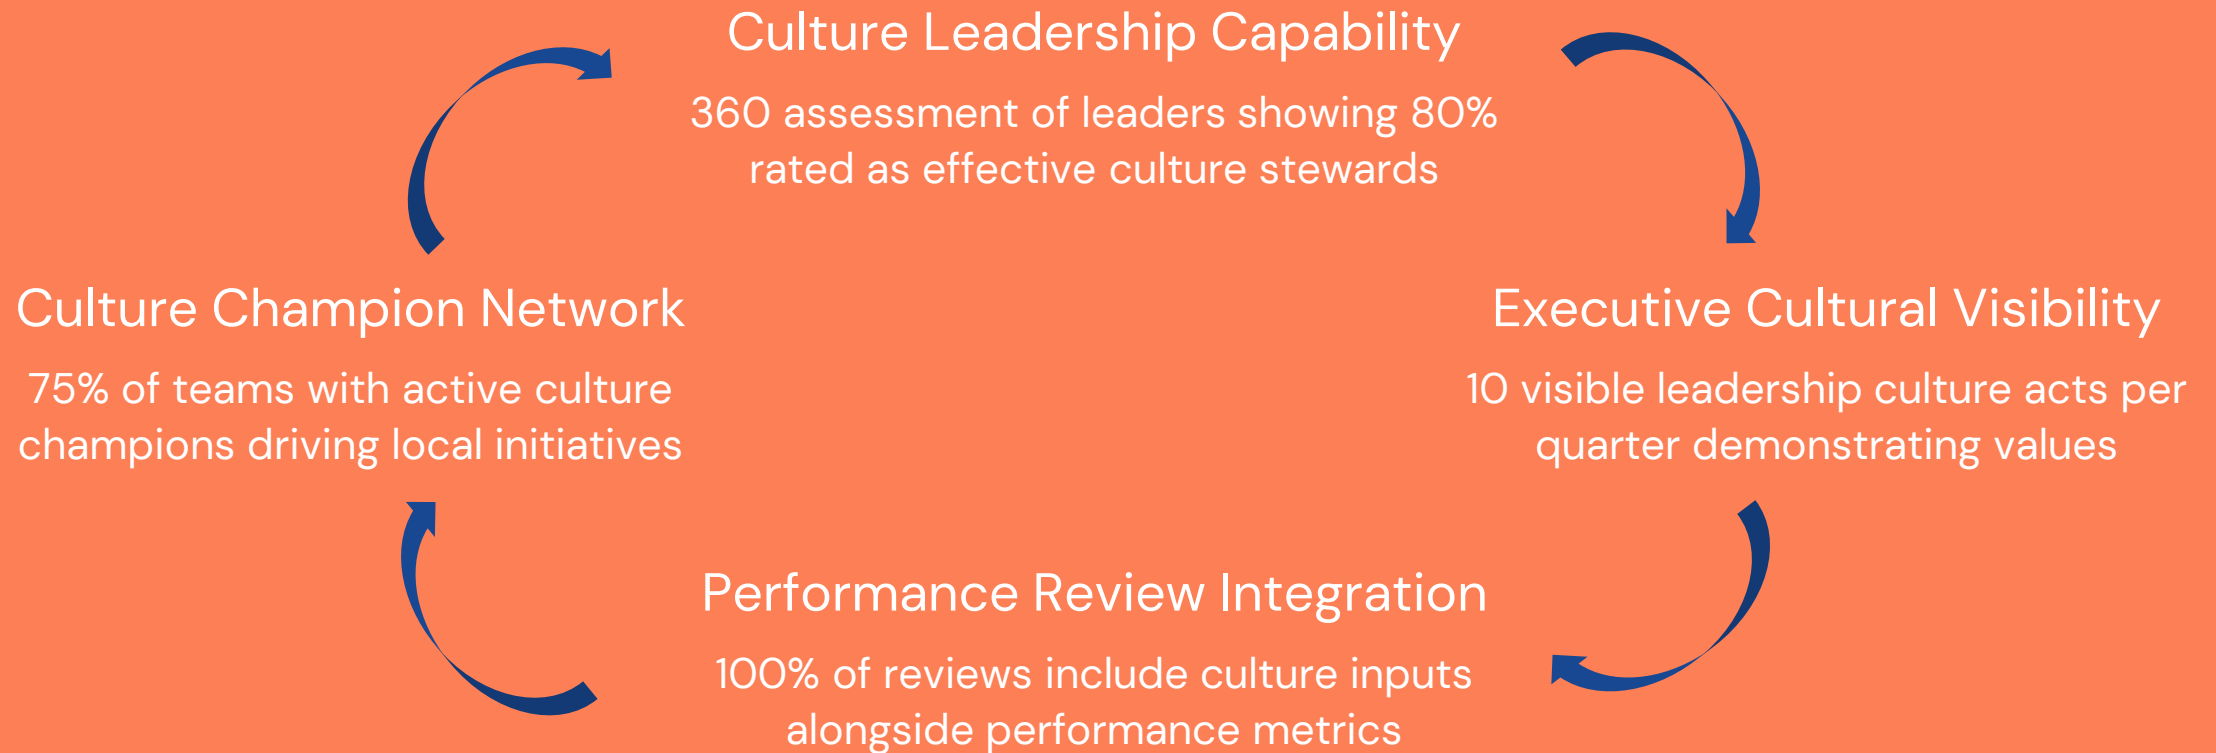 Culture Leadership Capability
360 assessment of leaders showing 80%
rated as effective culture stewards
Executive Cultural Visibility
10 visible leadership culture acts per
quarter demonstrating values
Performance Review Integration
100% of reviews include culture inputs
alongside performance metrics
Culture Champion Network
75% of teams with active culture
champions driving local initiatives